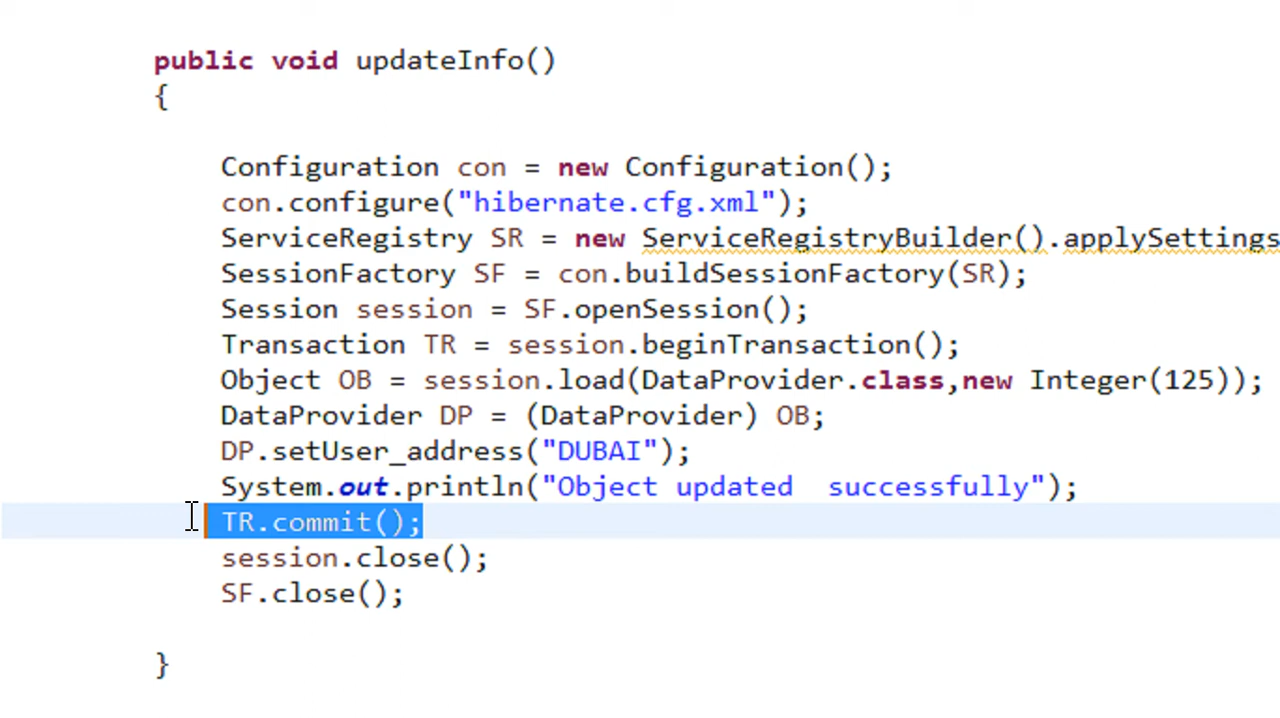 public void updateInfo()
{
Configuration con = new Configuration();
con.configure("hibernate.cfg.xml");
ServiceRegistry SR = new ServiceRegistryBuilder().applySettings
SessionFactory SF = con.buildSessionFactory(SR);
Session session = SF.openSession();
Transaction TR = session.beginTransaction();
Object OB = session.load(DataProvider.class,new Integer(125));
DataProvider DP = (DataProvider) OB;
DP.setUser_address("DUBAI");
System.out.println("Object updated  successfully");
TR.commit();
session.close();
SF.close();
}